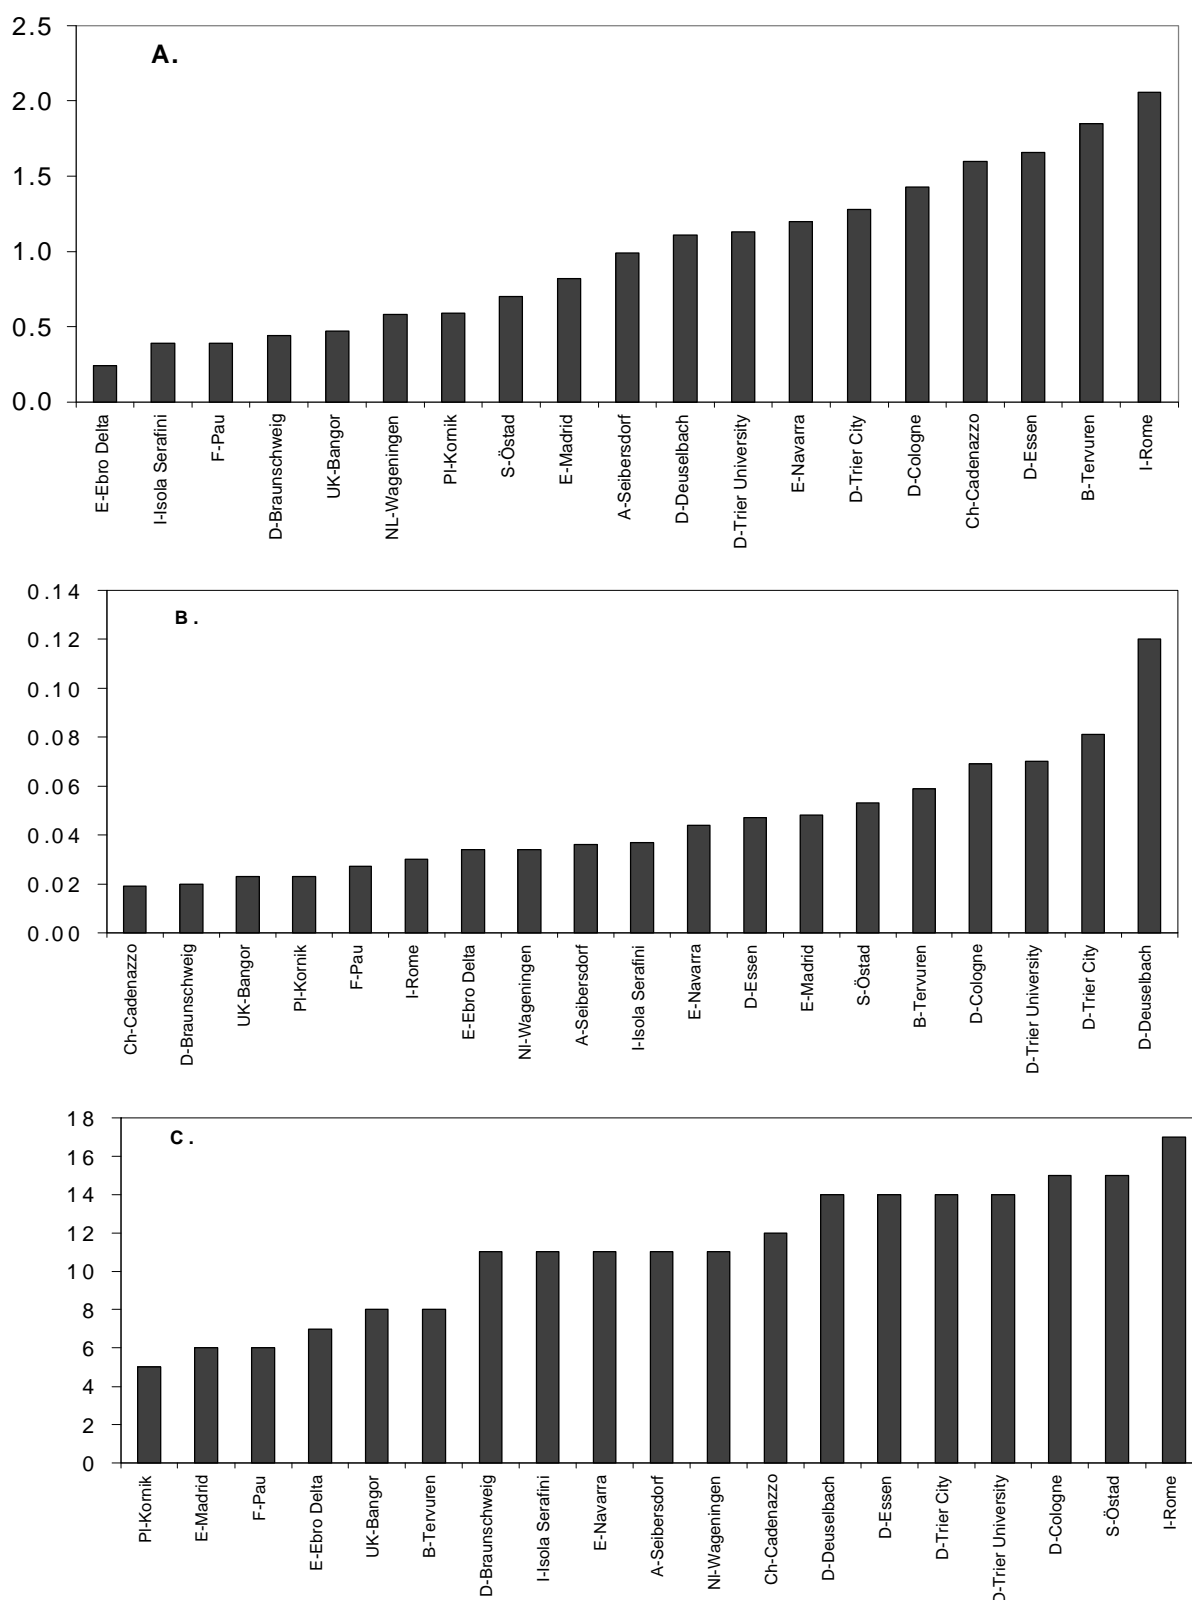 A.
2.5
2.0
1.5
1.0
0.5
0.0
E-Ebro Delta
I-Isola Serafini
F-Pau
D-Braunschweig
UK-Bangor
NL-Wageningen
Pl-Kornik
S-Östad
E-Madrid
A-Seibersdorf
D-Deuselbach
D-Trier University
E-Navarra
D-Trier City
D-Cologne
Ch-Cadenazzo
D-Essen
B-Tervuren
I-Rome
B.
0.14
0.12
0.10
0.08
0.06
0.04
0.02
0.00
Ch-Cadenazzo
D-Braunschweig
UK-Bangor
Pl-Kornik
F-Pau
I-Rome
E-Ebro Delta
Nl-Wageningen
A-Seibersdorf
I-Isola Serafini
E-Navarra
D-Essen
E-Madrid
S-Östad
B-Tervuren
D-Cologne
D-Trier University
D-Trier City
D-Deuselbach
C.
18
16
14
12
10
8
6
4
2
0
Pl-Kornik
E-Madrid
F-Pau
E-Ebro Delta
UK-Bangor
B-Tervuren
D-Braunschweig
I-Isola Serafini
E-Navarra
A-Seibersdorf
Nl-Wageningen
Ch-Cadenazzo
D-Deuselbach
D-Essen
D-Trier City
D-Trier University
D-Cologne
S-Östad
I-Rome